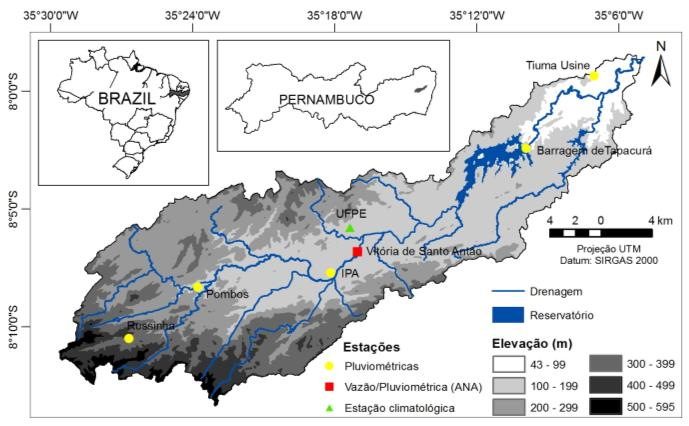 35°30'00"S
35°24'0"S
35°18'0"S
35°12'0"S
35°6'0"S
8°0'0"S
8°5'0"S
8°10'0"S
BRAZIL
PERNAMBUCO
Tiuma Usine
N
Barragem deTapacurá
UFPE
Vitória de Santo Antão
IPA
Pombos
Russinha
4 2 0 4 km
Projeção UTM
Datum: SIRGAS 2000
Drenagem
Reservatório
Estações
Pluviométricas
Vazão/Pluviométrica (ANA)
Estação climatológica
Elevação (m)
43 - 99
100 - 199
200 - 299
300 - 399
400 - 499
500 - 595